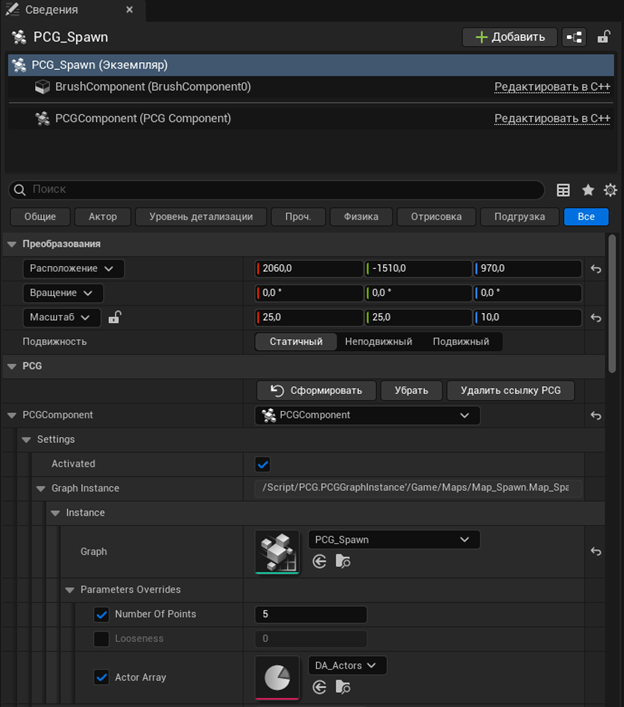 Сведения
PCG_Spawn
Добавить
PCG_Spawn (Экземпляр)
BrushComponent (BrushComponent0) Редактировать в C++
PCGComponent (PCG Component) Редактировать в C++
Поиск
Общие Актор Уровень детализации Проч. Физика Отрисовка Подгрузка Все
Преобразования
Расположение 2060,0 -1510,0 970,0
Вращение 0,0 ° 0,0 ° 0,0 °
Масштаб 25,0 25,0 10,0
Подвижность Статичный Неподвижный Подвижный
PCG
Сформировать Убрать Удалить ссылку PCG
PCGComponent PCGComponent
Settings
Activated
Graph Instance /Script/PCG.PCGGraphInstance'/Game/Maps/Map_Spawn.Map_Spa
Instance
Graph PCG_Spawn
Parameters Overrides
Number Of Points 5
Looseness 0
Actor Array DA_Actors